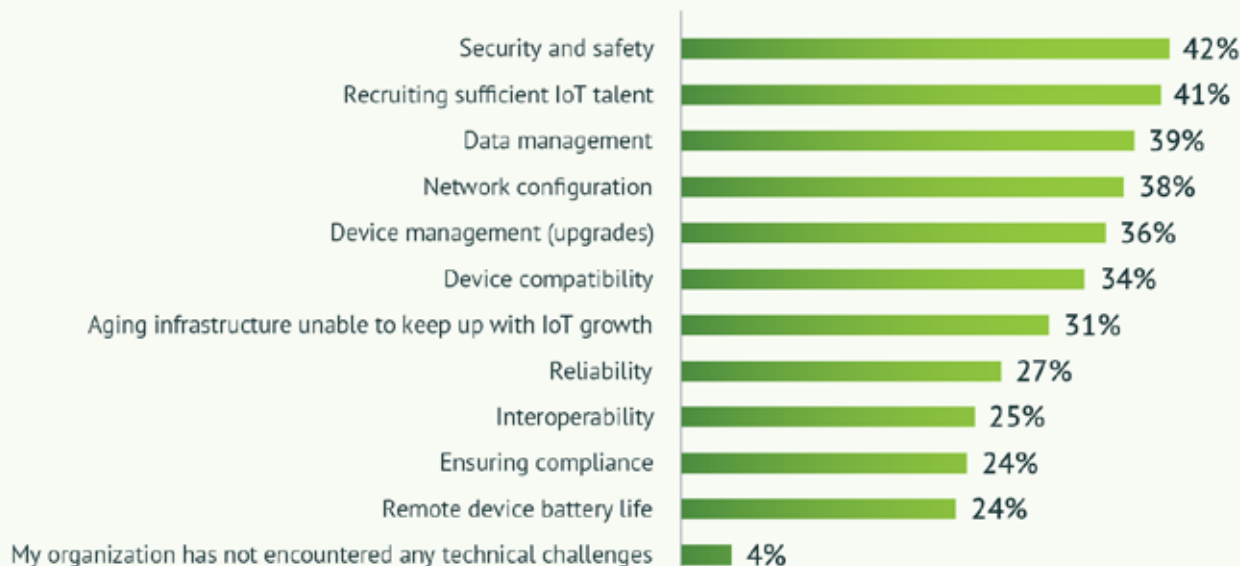 Security and safety 42%
Recruiting sufficient IoT talent 41%
Data management 39%
Network configuration 38%
Device management (upgrades) 36%
Device compatibility 34%
Aging infrastructure unable to keep up with IoT growth 31%
Reliability 27%
Interoperability 25%
Ensuring compliance 24%
Remote device battery life 24%
My organization has not encountered any technical challenges 4%